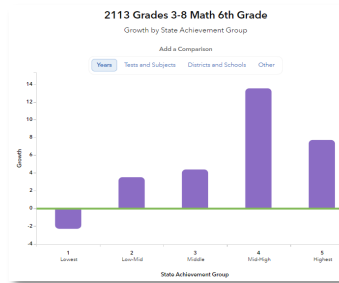 2113 Grades 3-8 Math 6th Grade
Growth by State Achievement Group
Add a Comparison
Years Tests and Subjects Districts and Schools Other
Growth
14
12
10
8
6
4
2
0
-2
-4
1 2 3 4 5
Lowest Low-Mid Middle Mid-High Highest
State Achievement Group